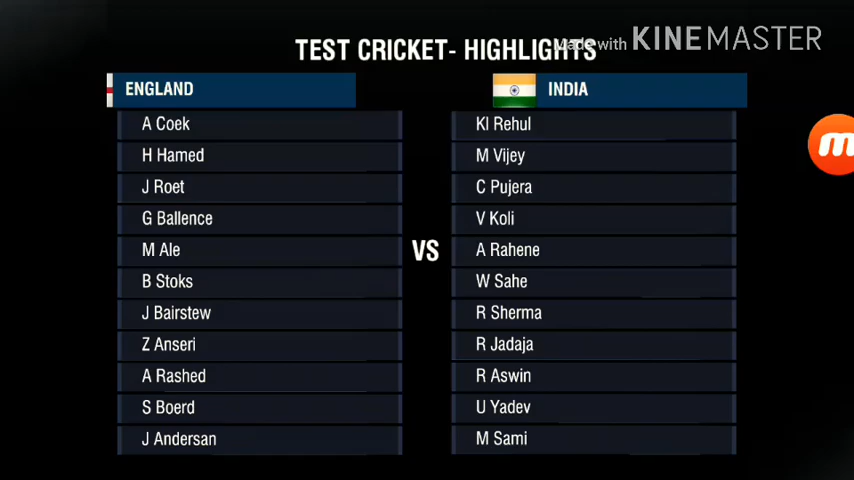 TEST CRICKET- HIGHLIGHTS
with KINEMASTER
ENGLAND
INDIA
A Coek
Kl Rehul
H Hamed
M Vijey
J Roet
C Pujera
G Ballence
V Koli
M Ale
VS
A Rahene
B Stoks
W Sahe
J Bairstew
R Sherma
Z Anseri
R Jadaja
A Rashed
R Aswin
S Boerd
U Yadev
J Andersan
M Sami